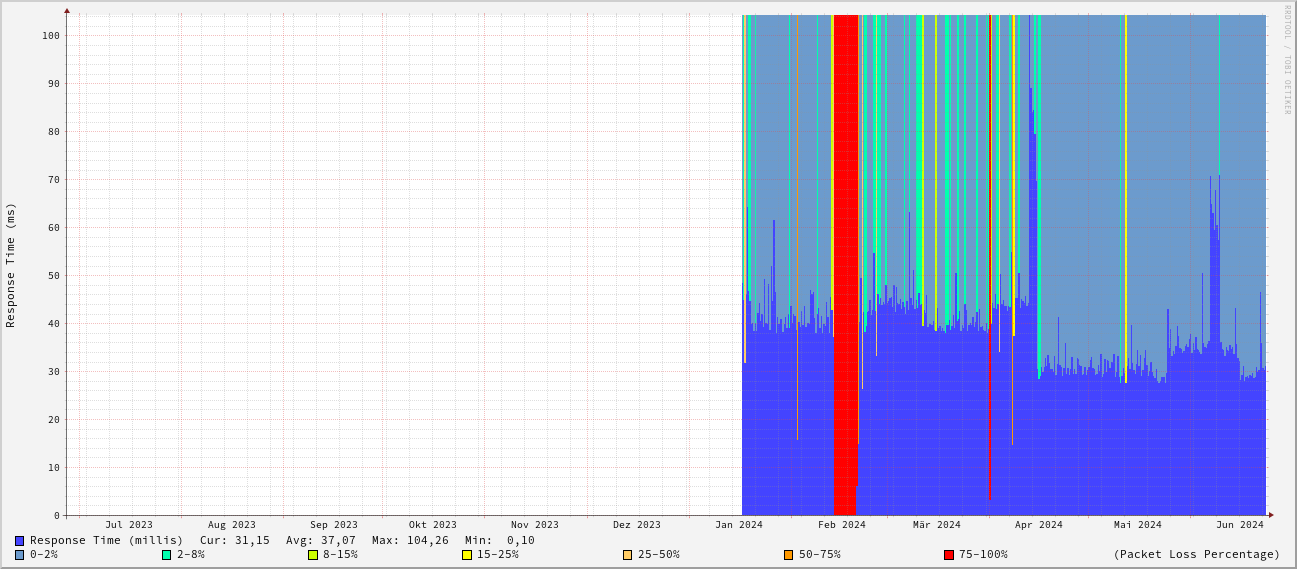 RRDTOOL / TOBI OETIKER
Response Time (ms)
100
90
80
70
60
50
40
30
20
10
0
Jul 2023 Aug 2023 Sep 2023 Okt 2023 Nov 2023 Dez 2023 Jan 2024 Feb 2024 Mär 2024 Apr 2024 Mai 2024 Jun 2024
Response Time (millis) Cur: 31,15 Avg: 37,07 Max: 104,26 Min: 0,10
0-2% 2-8% 8-15% 15-25% 25-50% 50-75% 75-100% (Packet Loss Percentage)